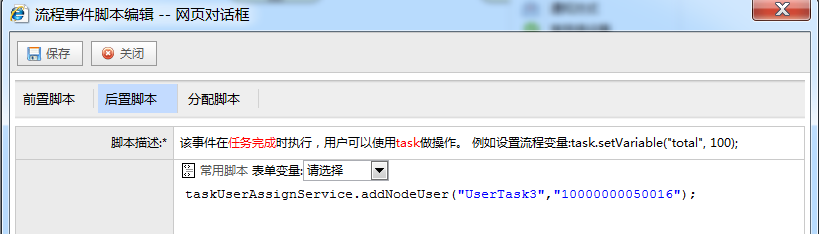 流程事件脚本编辑 -- 网页对话框
保存 关闭
前置脚本 后置脚本 分配脚本
脚本描述:* 该事件在任务完成时执行，用户可以使用task做操作。 例如设置流程变量:task.setVariable("total", 100);
常用脚本 表单变量: 请选择
taskUserAssignService.addNodeUser("UserTask3","10000000050016");